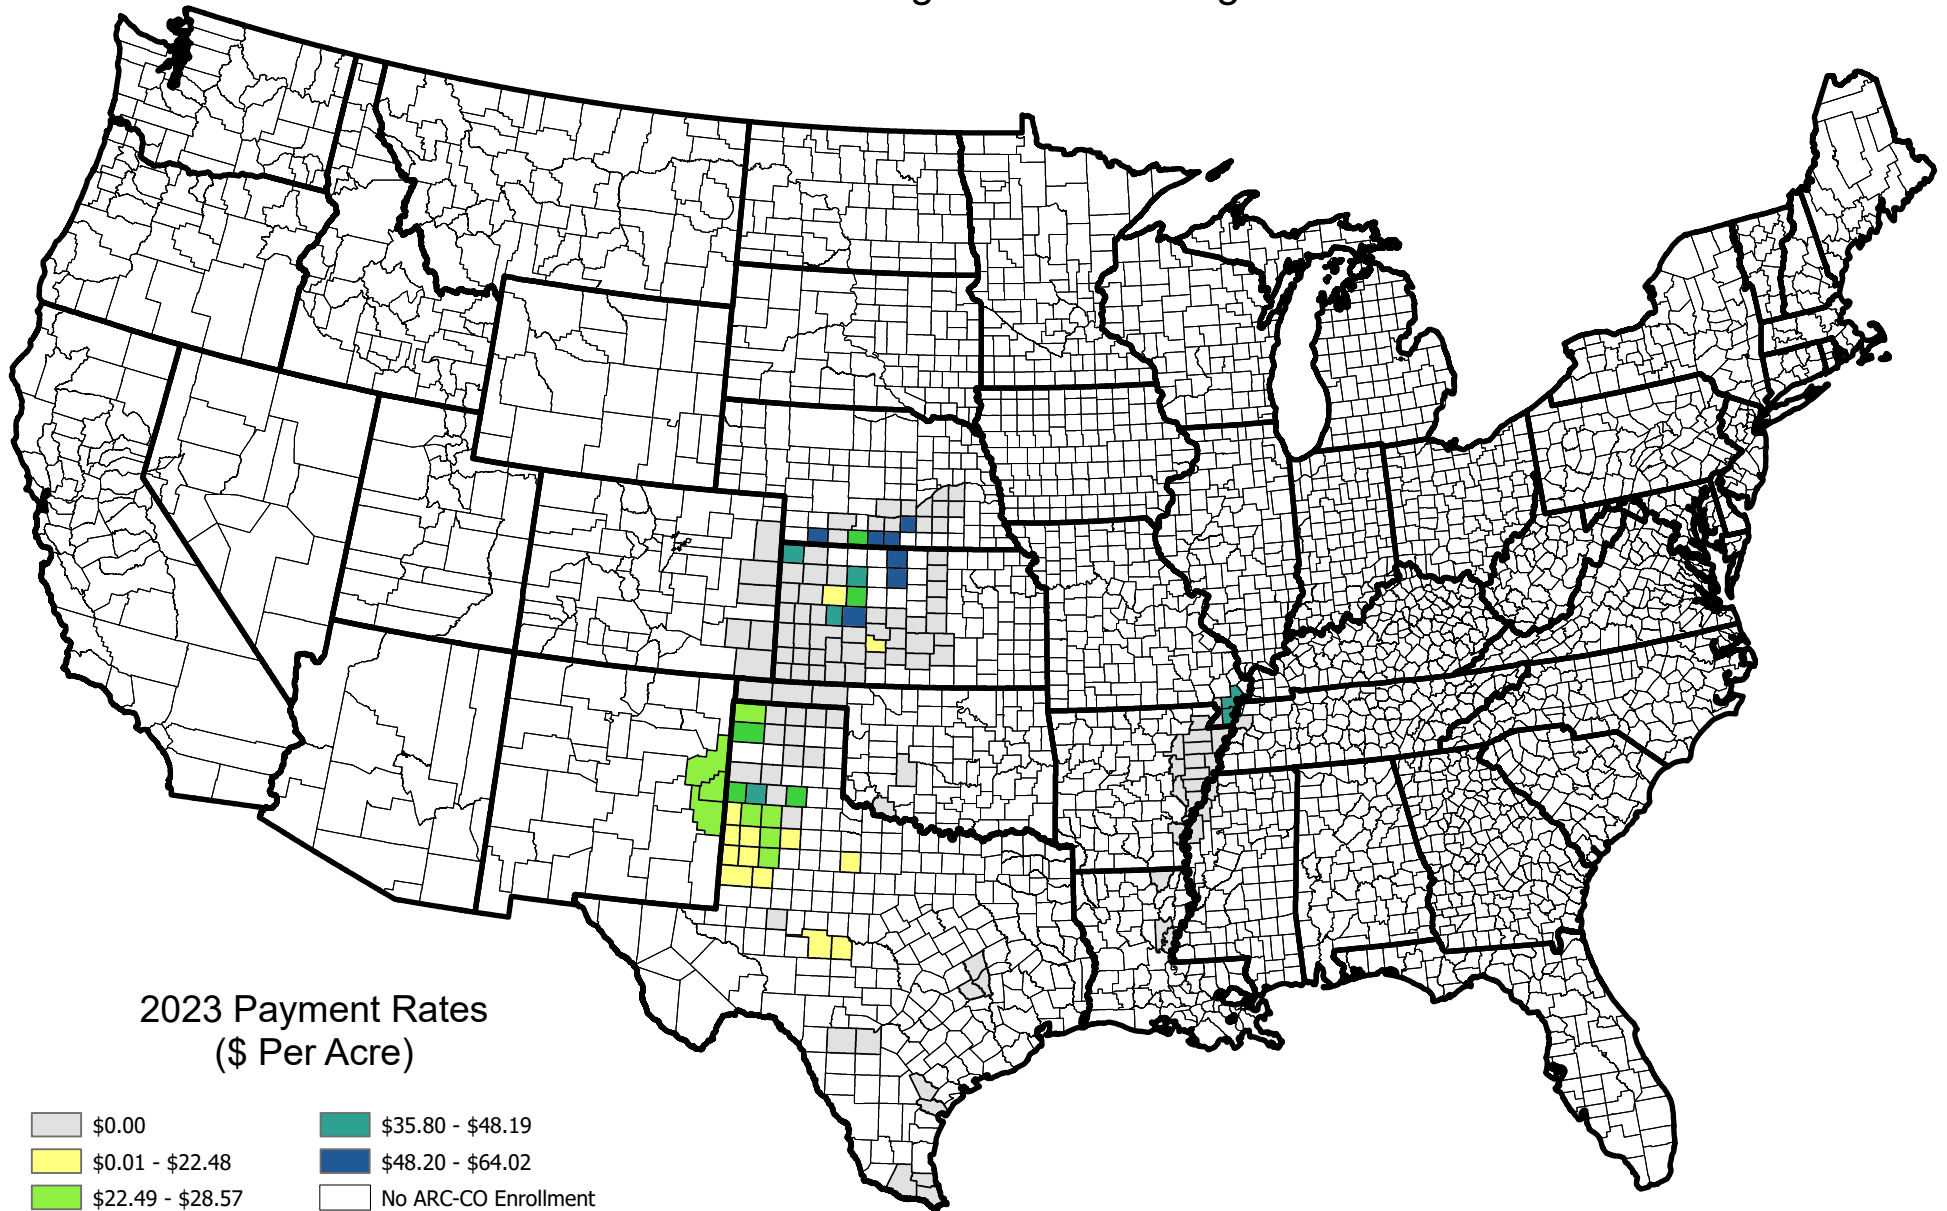 2023 Payment Rates
($ Per Acre)
$0.00
$0.01 - $22.48
$22.49 - $28.57
$35.80 - $48.19
$48.20 - $64.02
No ARC-CO Enrollment